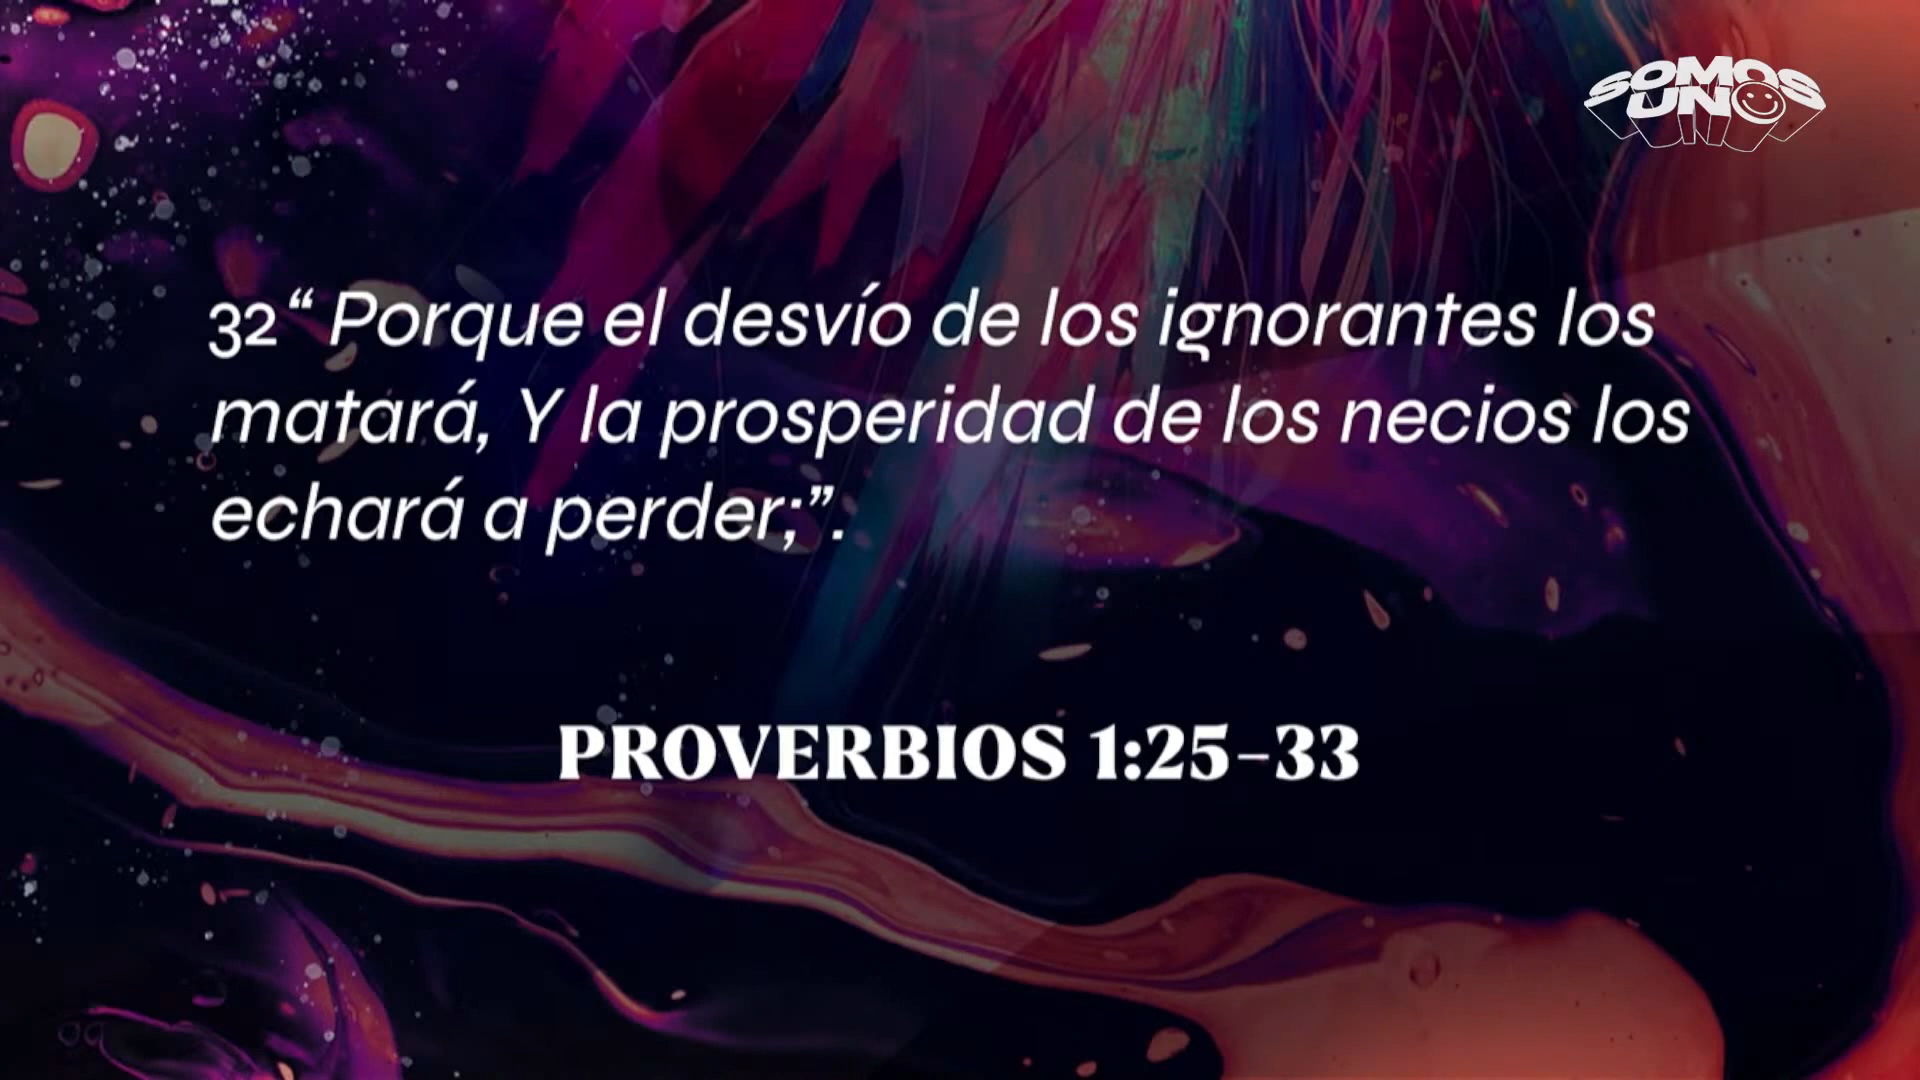 SOMOS
UNO
32 “ Porque el desvío de los ignorantes los
matará, Y la prosperidad de los necios los
echará a perder;”.
PROVERBIOS 1:25-33